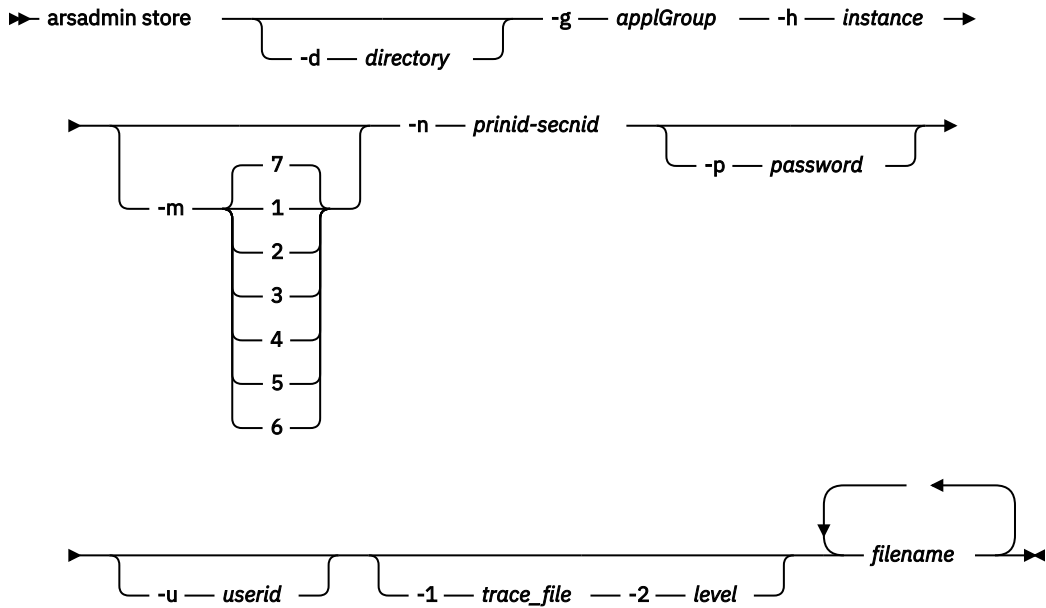 arsadmin store -g applGroup -h instance
-d directory
-n prinid-secnid
-p password
7
-m 1
2
3
4
5
6
filename
-u userid -1 trace_file -2 level